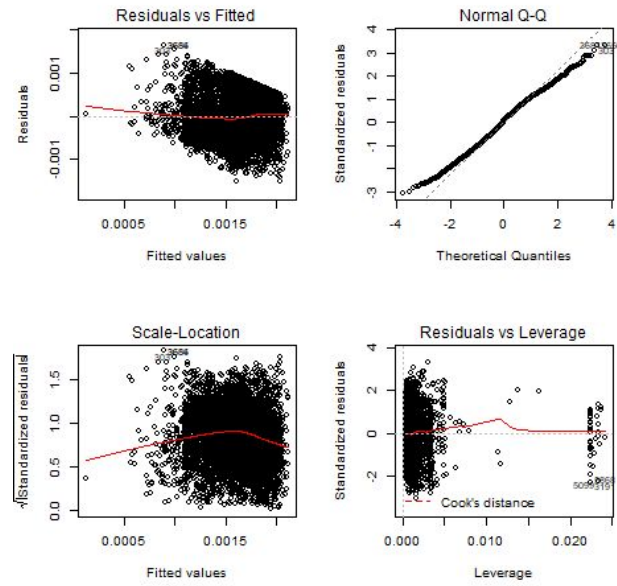 Residuals vs Fitted
Residuals
0.001
-0.001
0.0005
0.0015
Fitted values
Normal Q-Q
Standardized residuals
4
3
2
1
0
-1
-2
-3
-4
-2
0
2
4
Theoretical Quantiles
Scale-Location
√|Standardized residuals|
1.5
1.0
0.5
0.0
0.0005
0.0015
Fitted values
Residuals vs Leverage
Standardized residuals
4
2
0
-2
Cook's distance
0.000
0.010
0.020
Leverage